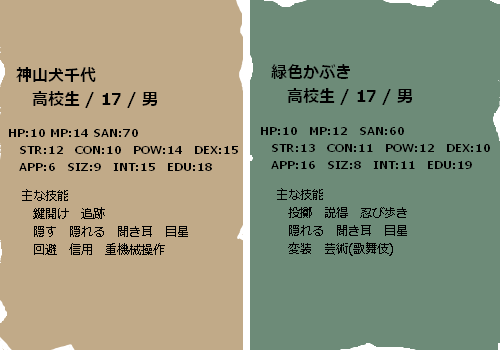 神山犬千代
高校生 / 17 / 男
HP:10 MP:14 SAN:70
STR:12 CON:10 POW:14 DEX:15
APP:6 SIZ:9 INT:15 EDU:18
主な技能
鍵開け 追跡
隠す 隠れる 聞き耳 目星
回避 信用 重機械操作
緑色かぶき
高校生 / 17 / 男
HP:10 MP:12 SAN:60
STR:13 CON:11 POW:12 DEX:10
APP:16 SIZ:8 INT:11 EDU:19
主な技能
投擲 説得 忍び歩き
隠れる 聞き耳 目星
変装 芸術(歌舞伎)